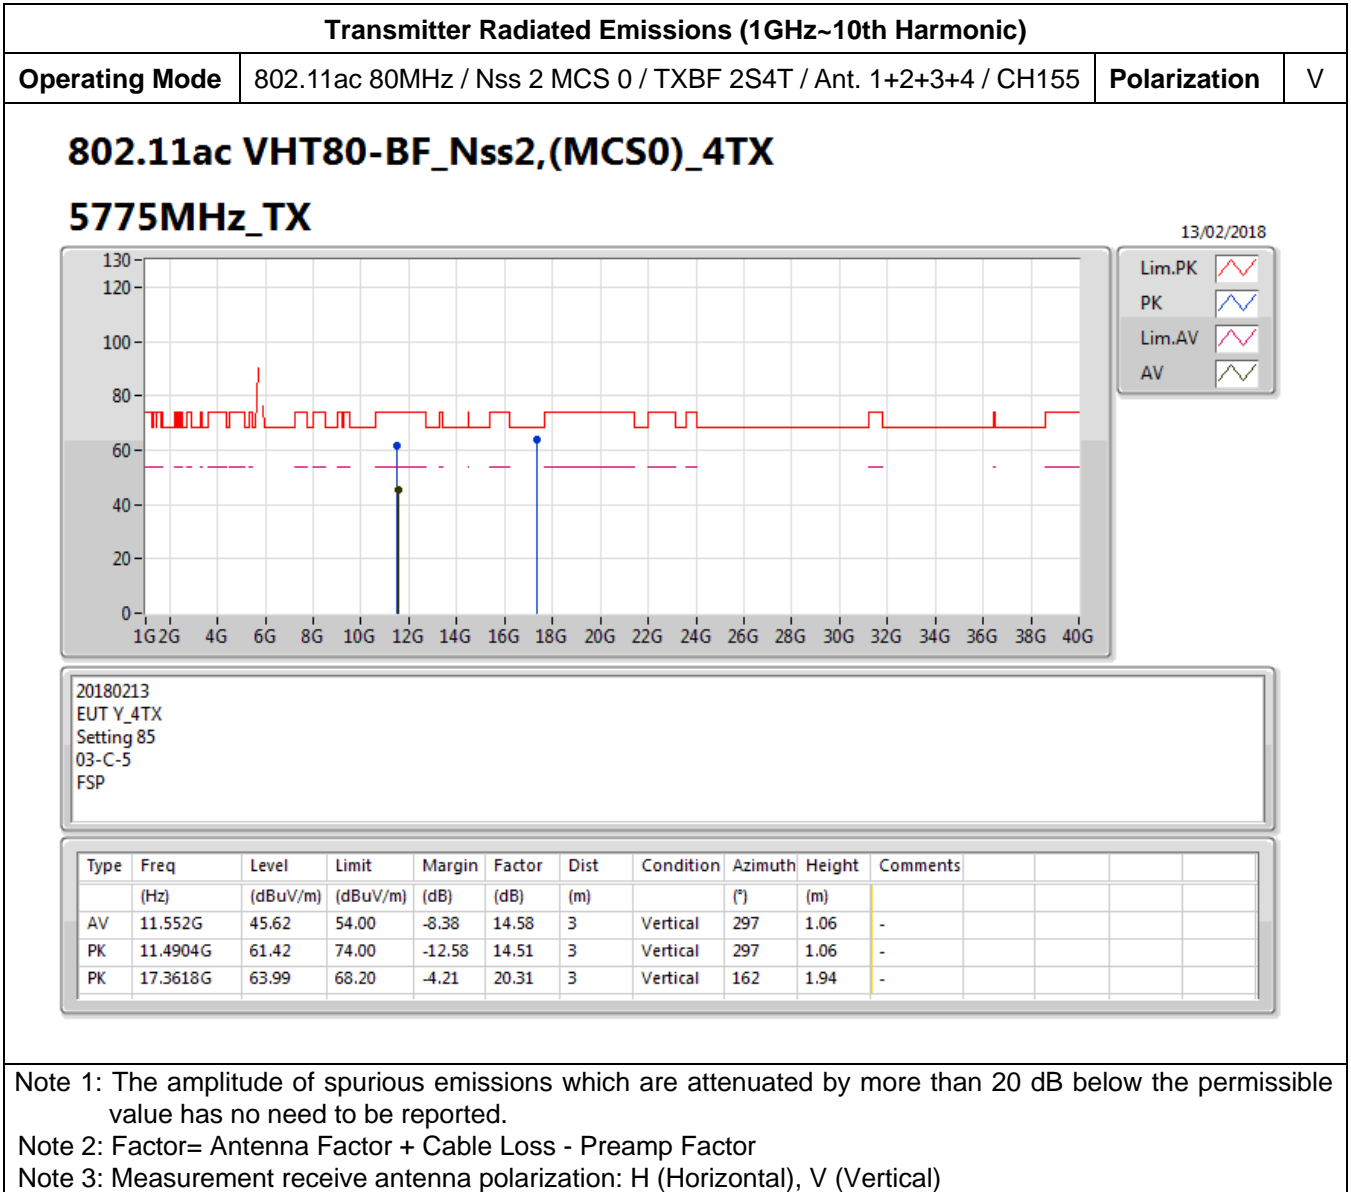 Transmitter Radiated Emissions (1GHz~10th Harmonic)
Operating Mode 802.11ac 80MHz / Nss 2 MCS 0 / TXBF 2S4T / Ant. 1+2+3+4 / CH155 Polarization V
802.11ac VHT80-BF_Nss2,(MCS0)_4TX
5775MHz_TX
13/02/2018
130
120
100
80
60
40
20
0
1G 2G 4G 6G 8G 10G 12G 14G 16G 18G 20G 22G 24G 26G 28G 30G 32G 34G 36G 38G 40G
Lim.PK
PK
Lim.AV
AV
20180213
EUT Y_4TX
Setting 85
03-C-5
FSP
Type Freq Level Limit Margin Factor Dist Condition Azimuth Height Comments
(Hz) (dBuV/m) (dBuV/m) (dB) (dB) (m) (°) (m)
AV 11.552G 45.62 54.00 -8.38 14.58 3 Vertical 297 1.06 -
PK 11.4904G 61.42 74.00 -12.58 14.51 3 Vertical 297 1.06 -
PK 17.3618G 63.99 68.20 -4.21 20.31 3 Vertical 162 1.94 -
Note 1: The amplitude of spurious emissions which are attenuated by more than 20 dB below the permissible
value has no need to be reported.
Note 2: Factor= Antenna Factor + Cable Loss - Preamp Factor
Note 3: Measurement receive antenna polarization: H (Horizontal), V (Vertical)